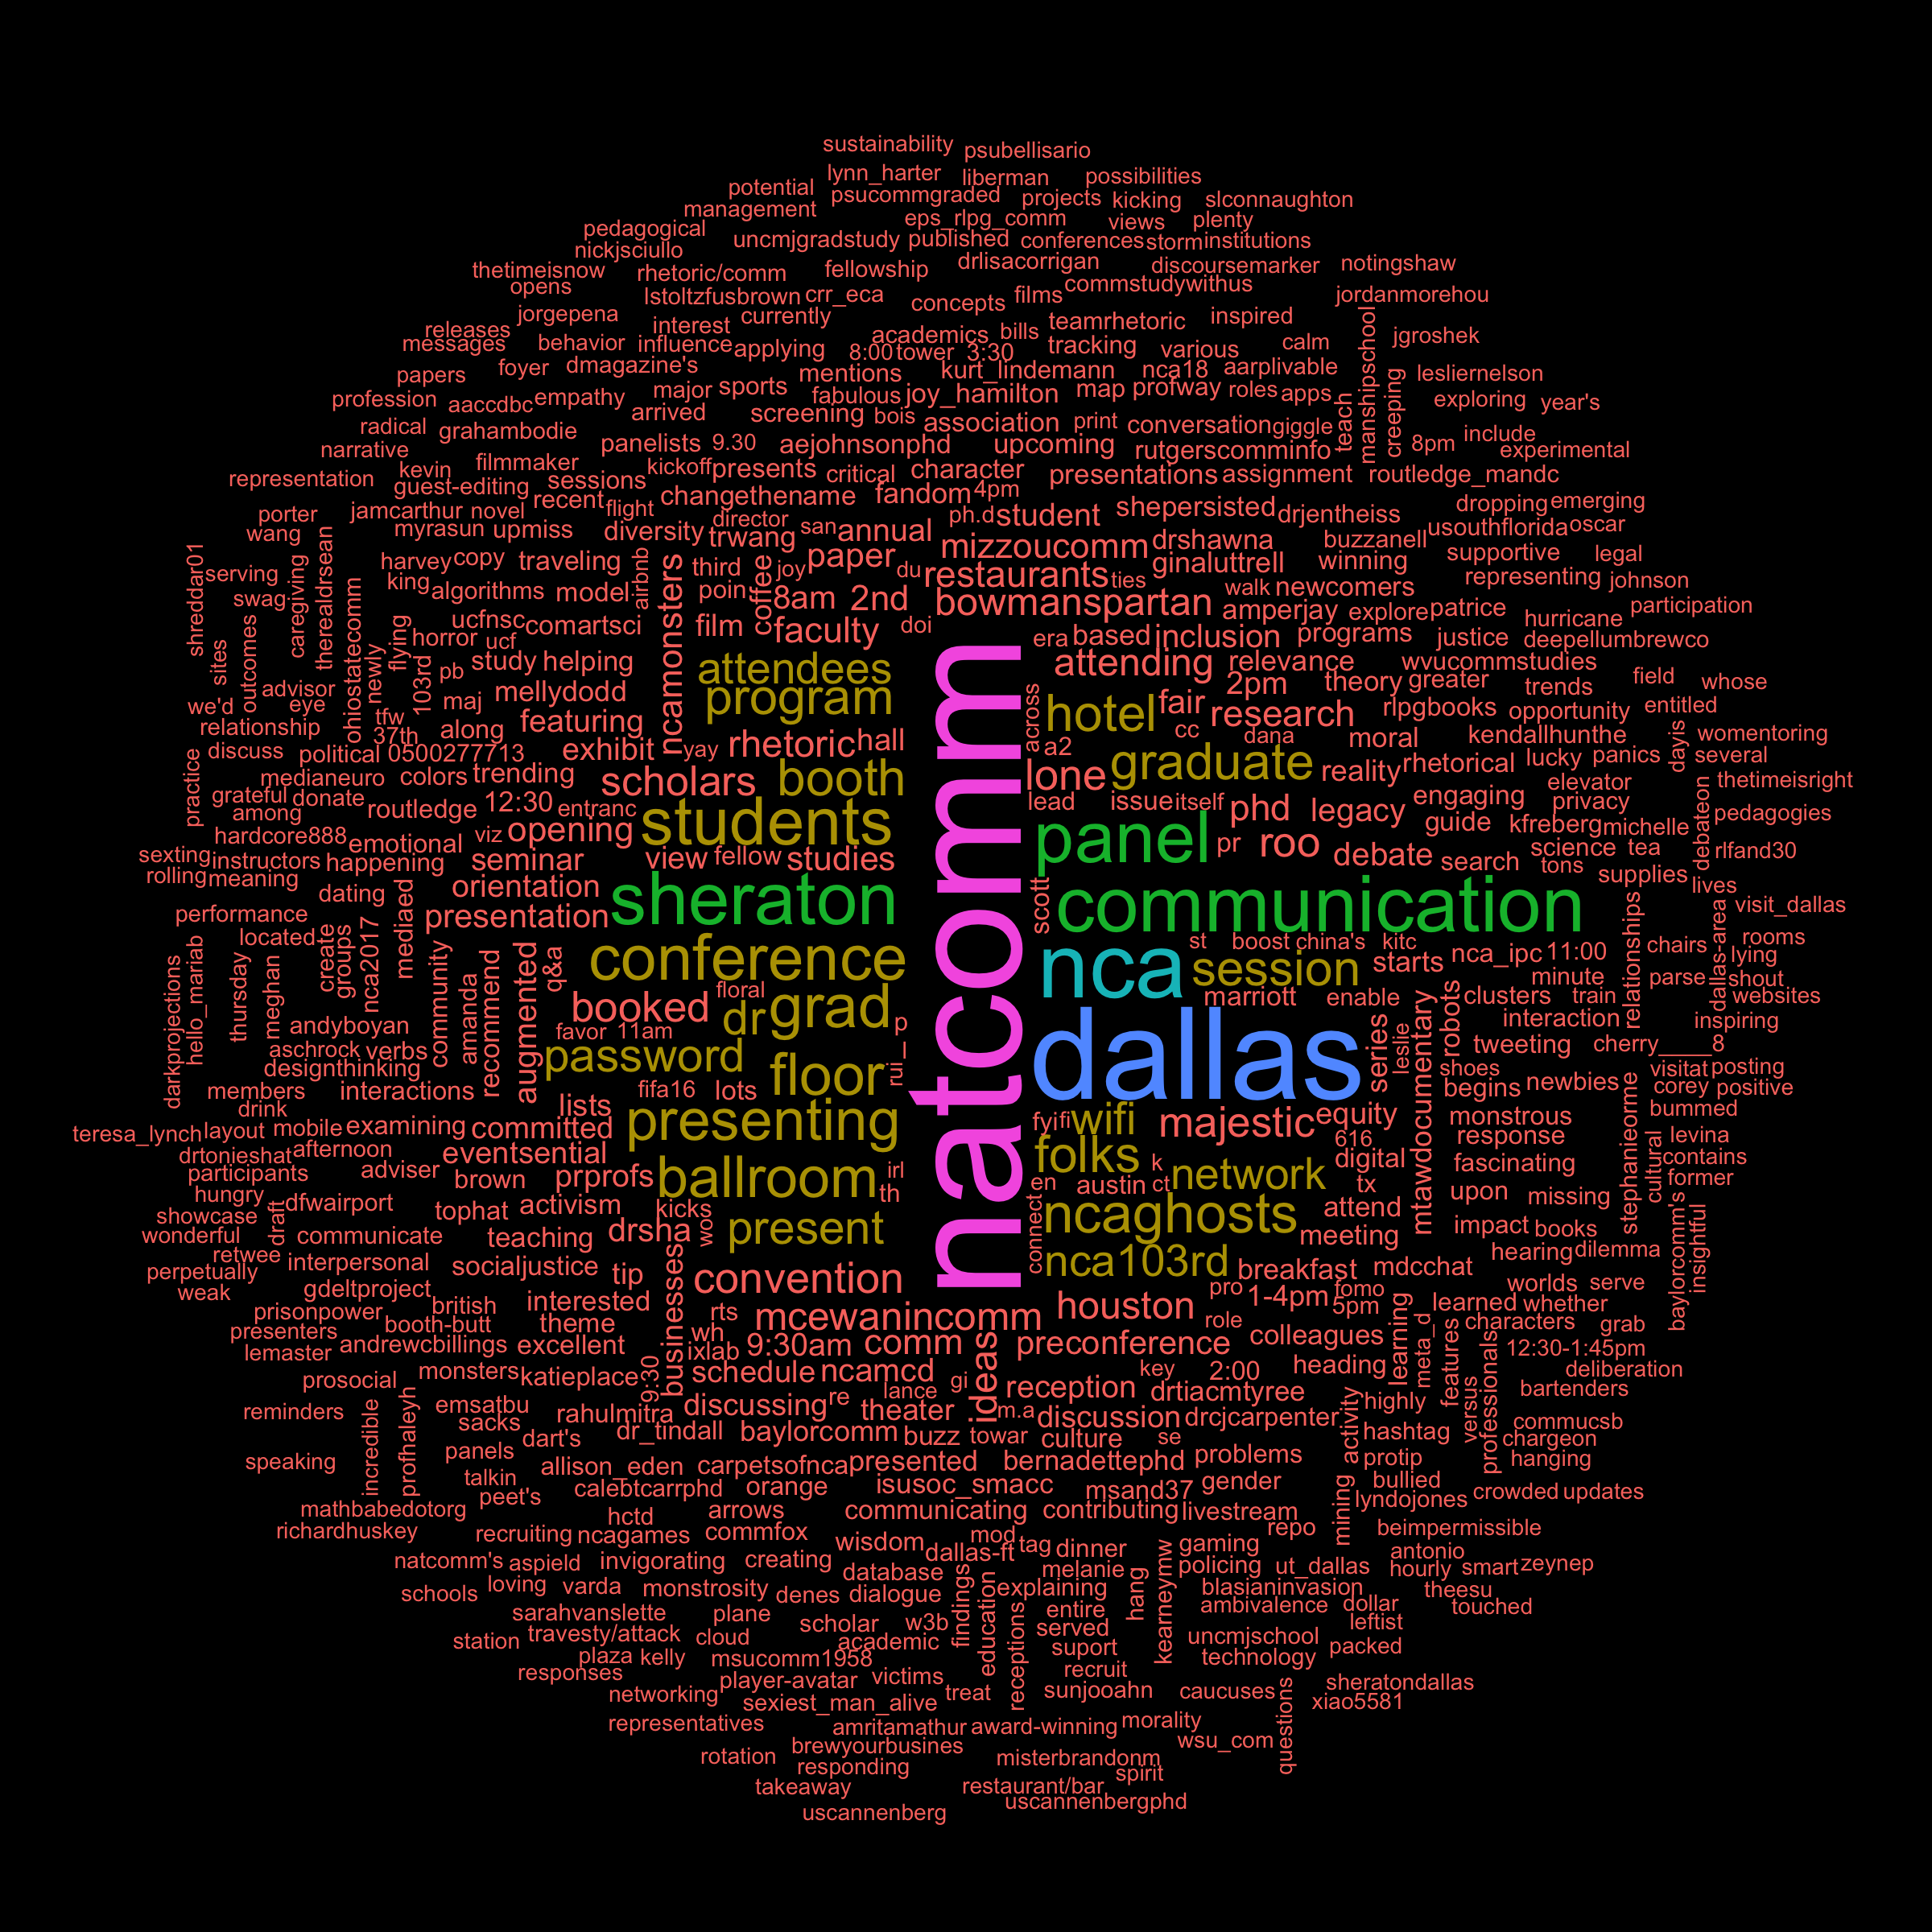 sustainability psubellisario
lynn_harter liberman possibilities
potential psucommgraded projects kicking slconnaughton
management eps_rlpg_comm views plenty
pedagogical uncmjgradstudy published conferences storm institutions
nickjsciullo drlisacorrigan discoursemarker notingshaw
thetimeisnow rhetoric/comm fellowship commstudywithus
opens lstoltzfusbrown crr_eca concepts films jordanmorehou
jorgepena interest currently teamrhetoric inspired
releases behavior influence applying academics bills tracking various calm manshipschool jgroshek
messages foyer dmagazine's 8:00 tower 3:30
papers mentions kurt_lindemann nca18 aarplivable lesliernelson
profession aaccdbc empathy major sports fabulous joy_hamilton map profway roles apps teach creeping exploring year's
radical grahambodie arrived screening bois association print conversation giggle 8pm include
narrative panelists 9.30 aejohnsonphd upcoming rutgerscomminfo experimental
representation kevin filmmaker sessions kickoff presents critical character presentations assignment routledge_mandc
guest-editing recent flight changethename fandom 4pm dropping emerging
porter jamcarthur novel director san annual ph.d student shepersisted drjentheiss usouthflorida oscar
wang myrasun upmiss diversity trwang paper mizzoucomm drshawna buzzanell supportive legal
shreddar01 serving harvey copy traveling ncamonsters third coffee joy du restaurants ties ginaluttrell winning representing johnson
swag caregiving therealdrsean king algorithms model airbnb poin 8am 2nd bowmanspartan walk newcomers amperjay explore patrice participation
sites outcomes ucfnsc comartsci film faculty doi era based inclusion programs justice hurricane deepellumbrewco
horror ucf flying study helping attendees attending relevance wvucommstudies
we'd advisor eye ohiostatecomm newly 103rd pb maj mellydodd program natcomm hotel fair 2pm theory greater trends field whose
relationship tfw 37th along featuring across research rlpgbooks opportunity entitled
discuss political 0500277713 exhibit yay rhetoric hall a2 cc dana moral kendallhunthe davis womentoring
practice medianeuro colors trending scholars booth lone graduate reality rhetorical lucky panics several thetimeisright
grateful donate routledge 12:30 entranc lead issue itself phd legacy engaging elevator privacy pedagogies
among hardcore888 emotional viz opening students panel pr roo guide kfreberg michelle debateon
sexting instructors happening seminar view fellow studies debate search science tea rlfand30
rolling meaning dating orientation sheraton communication scott tons supplies lives
performance presentation relationships visit_dallas
located create groups nca2017 mediaed conference nca session st boost china's kitc starts nca_ipc 11:00 chairs rooms lying
darkprojections hello_mariab thursday meghan community amanda recommend augmented q&a floral marriott enable clusters minute train parse dallas-area shout websites
andyboyan booked dr grad dallas series mtawdocumentary robots interaction inspiring
aschrock verbs favor 11am rui_ p leslie tweeting cherry____8
designthinking password floor shoes visitat posting
members interactions fifa16 lots begins newbies corey positive
drink lists wifi majestic equity monstrous stephanieorme bummed
teresa_lynch layout mobile examining committed presenting fyi fi 616 response levina
drtonieshat afternoon eventsential folks digital fascinating cultural contains
participants adviser brown prprofs ballroom irl k network tx upon missing former
hungry dfwairport tophat activism kicks th en austin ct attend
showcase draft drsha wos present connect ncaghosts impact books baylorcomm's insightful
wonderful communicate teaching meeting hearing dilemma
retwee interpersonal socialjustice tip nca103rd breakfast mdcchat worlds serve
perpetually gdeltproject businesses convention pro 1-4pm fomo learned whether
weak british interested rts mcewanincomm houston 5pm learning characters grab
prisonpower booth-butt theme wh role meta_d features professionals
presenters andrewcbillings excellent ixlab 9:30am comm ideas preconference colleagues 12:30-1:45pm
lemaster monsters katieplace 9:30 schedule ncamcd key 2:00 heading deliberation
prosocial emsatbu discussing re lance gi reception drtiacmtyree highly versus bartenders
reminders incredible profhaleyh sacks rahulmitra theater m.a discussion drcjcarpenter activity hashtag commucsb
panels dart's dr_tindall baylorcomm buzz towar culture se problems protip chargeon
speaking talkin allison_eden carpetsofnca presented bernadettephd gender bullied hanging
mathbabedotorg peet's calebtcarrphd orange isusoc_smacc msand37 mining lyndojones crowded updates
richardhuskey hctd arrows communicating contributing livestream
recruiting ncagames commfox wisdom mod tag dinner repo beimpermissible
natcomm's aspield invigorating creating database dallas-ft melanie gaming policing ut_dallas antonio hourly smart zeynep
schools loving varda monstrosity denes dialogue findings education explaining hang kearneymw blasianinvasion theesu
sarahvanslette plane scholar w3b entire ambivalence dollar touched
station travesty/attack cloud academic receptions served uncmjschool leftist packed
plaza kelly msucomm1958 suport technology
responses player-avatar victims recruit sheratondallas
networking sexiest_man_alive treat sunjooahn caucuses questions xiao5581
representatives amritamathur award-winning morality
rotation brewyourbusines misterbrandonm wsu_com
responding spirit
takeaway restaurant/bar
uscannenberg uscannenbergphd